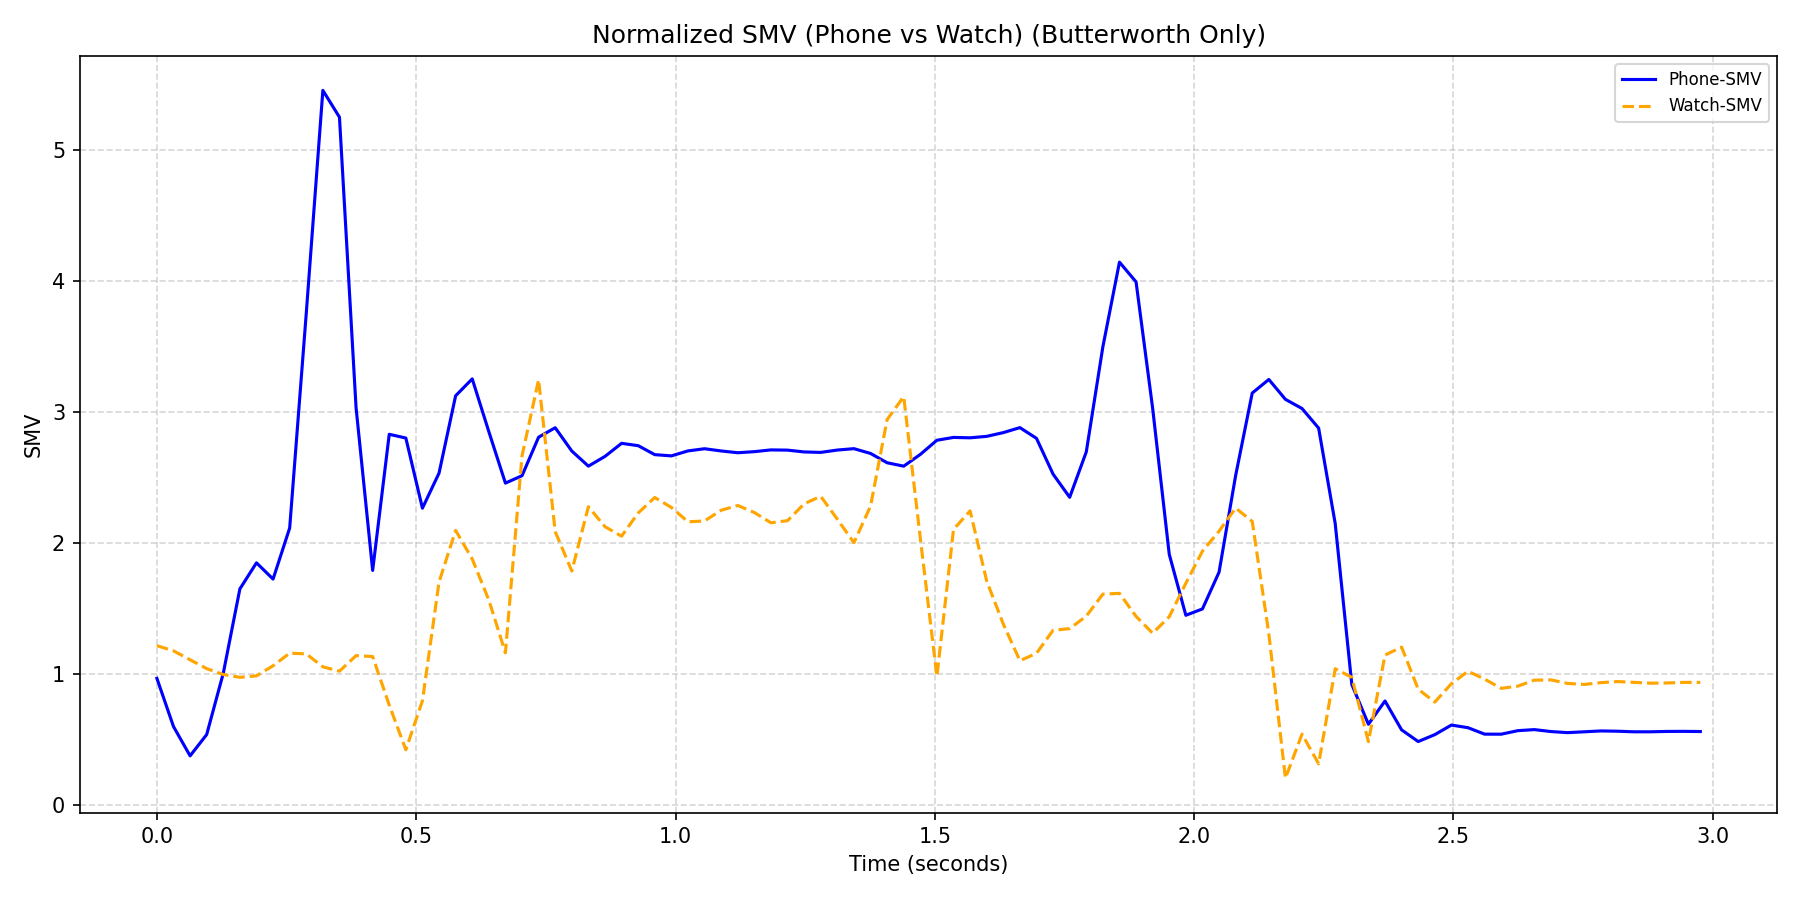 Normalized SMV (Phone vs Watch) (Butterworth Only)
Phone-SMV
Watch-SMV
SMV
5
4
3
2
1
0
0.0 0.5 1.0 1.5 2.0 2.5 3.0
Time (seconds)